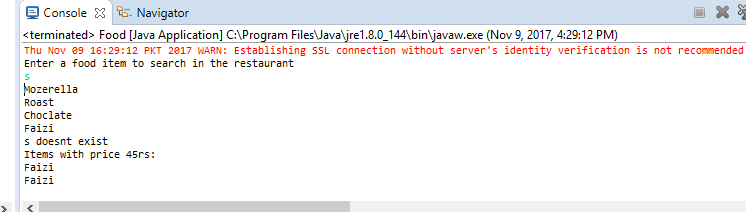 Console Navigator
<terminated> Food [Java Application] C:\Program Files\Java\jre1.8.0_144\bin\javaw.exe (Nov 9, 2017, 4:29:12 PM)
Thu Nov 09 16:29:12 PKT 2017 WARN: Establishing SSL connection without server's identity verification is not recommended
Enter a food item to search in the restaurant
s
Mozerella
Roast
Choclate
Faizi
s doesnt exist
Items with price 45rs:
Faizi
Faizi